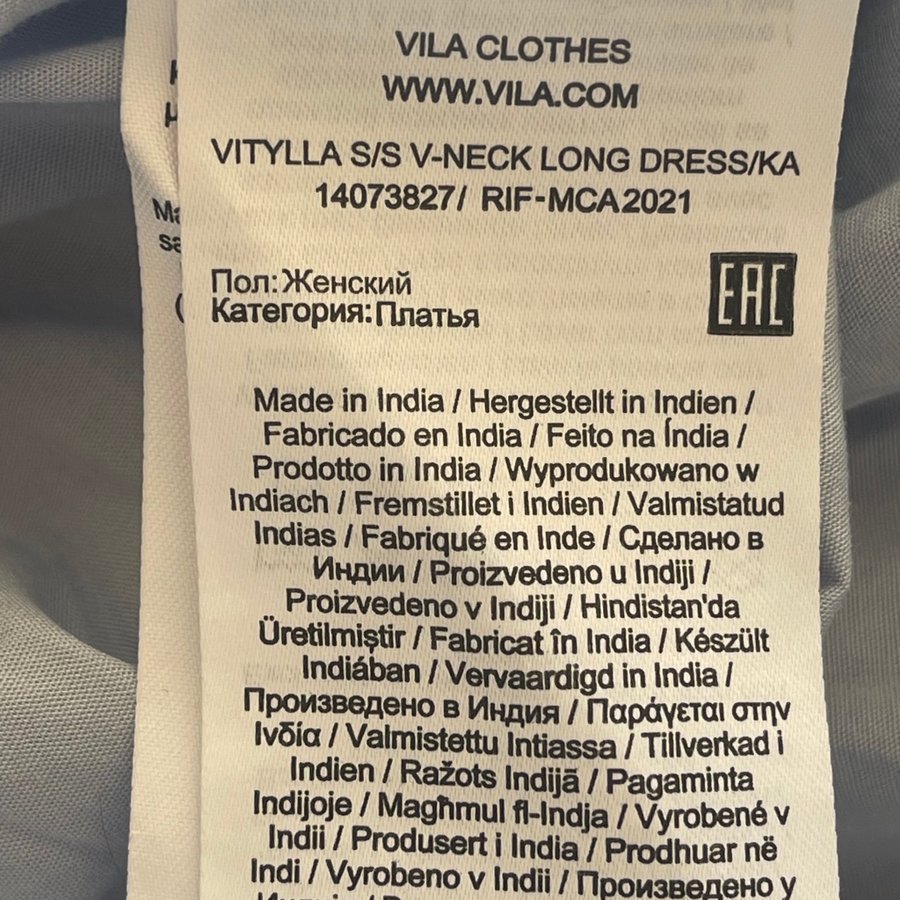 VILA CLOTHES
WWW.VILA.COM
VITYLLA S/S V-NECK LONG DRESS/KA
14073827/ RIF-MCA2021
Пол:Женский
Категория:Платья
EAC
Made in India / Hergestellt in Indien /
Fabricado en India / Feito na Índia /
Prodotto in India / Wyprodukowano w
Indiach / Fremstillet i Indien / Valmistatud
Indias / Fabriqué en Inde / Сделано в
Индии / Proizvedeno u Indiji /
Proizvedeno v Indiji / Hindistan'da
Üretilmiştir / Fabricat în India / Készült
Indiában / Vervaardigd in India /
Произведено в Индия / Παράγεται στην
Ινδία / Valmistettu Intiassa / Tillverkad i
Indien / Ražots Indijā / Pagaminta
Indijoje / Magħmul fl-Indja / Vyrobené v
Indii / Produsert i India / Prodhuar në
Indi / Vyrobeno v Indii / Произведено у